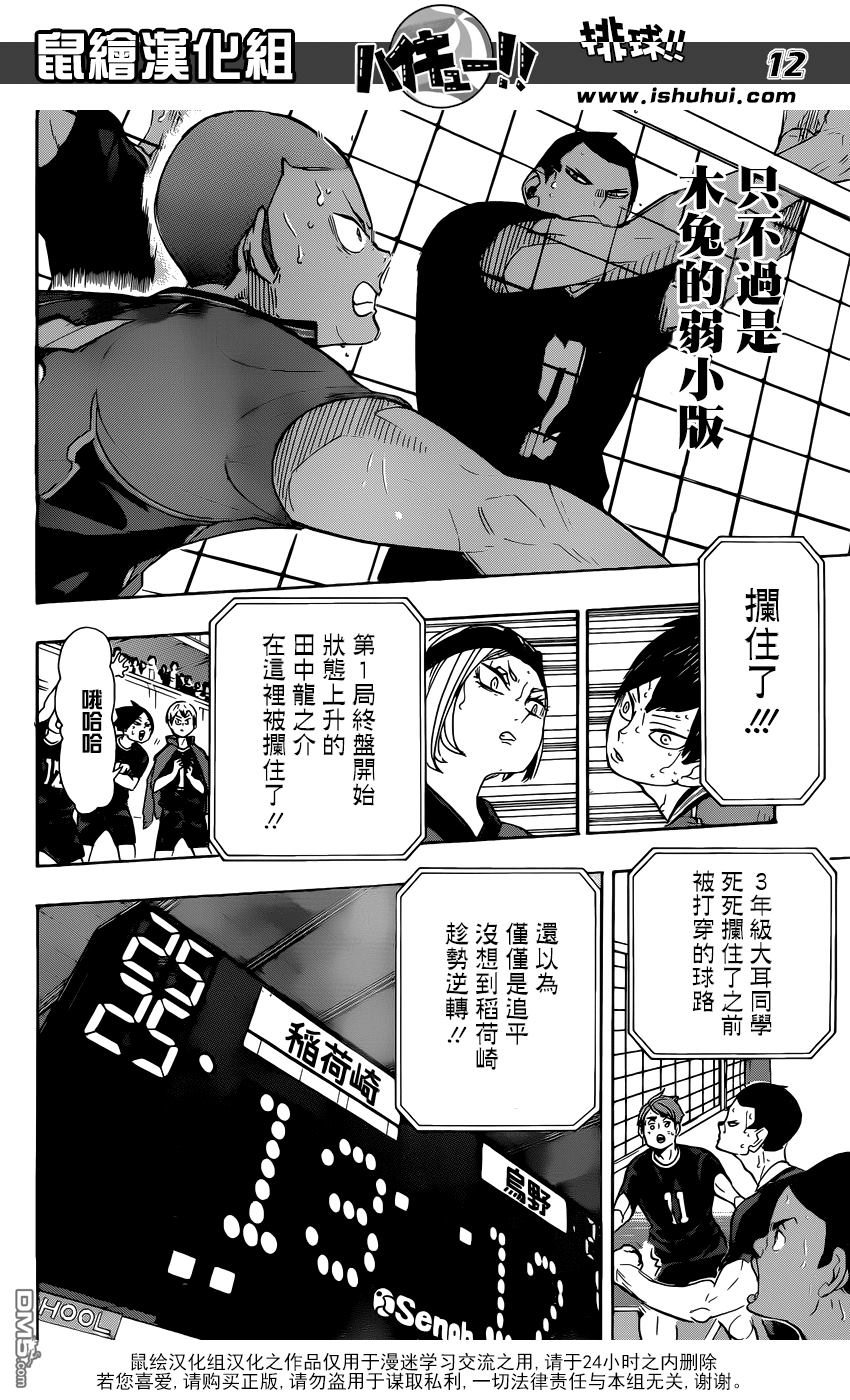 鼠繪漢化組
ハイキュー!!
排球!!
12
www.ishuhui.com
只不過是
木兔的弱小版
攔住了!!!
第1局終盤開始
狀態上升的
田中龍之介
在這裡被攔住了!!
哦哈哈
12
3年級大耳同學
死死攔住了之前
被打穿的球路
還以為
僅僅是追平
沒想到稻荷崎
趁勢逆轉!!
稲荷崎
13
烏野
12
Senoh
HOOL
11
DM5.com
鼠绘汉化组汉化之作品仅用于漫迷学习交流之用, 请于24小时之内删除
若您喜爱, 请购买正版, 请勿盗用于谋取私利, 一切法律责任与本组无关, 谢谢.